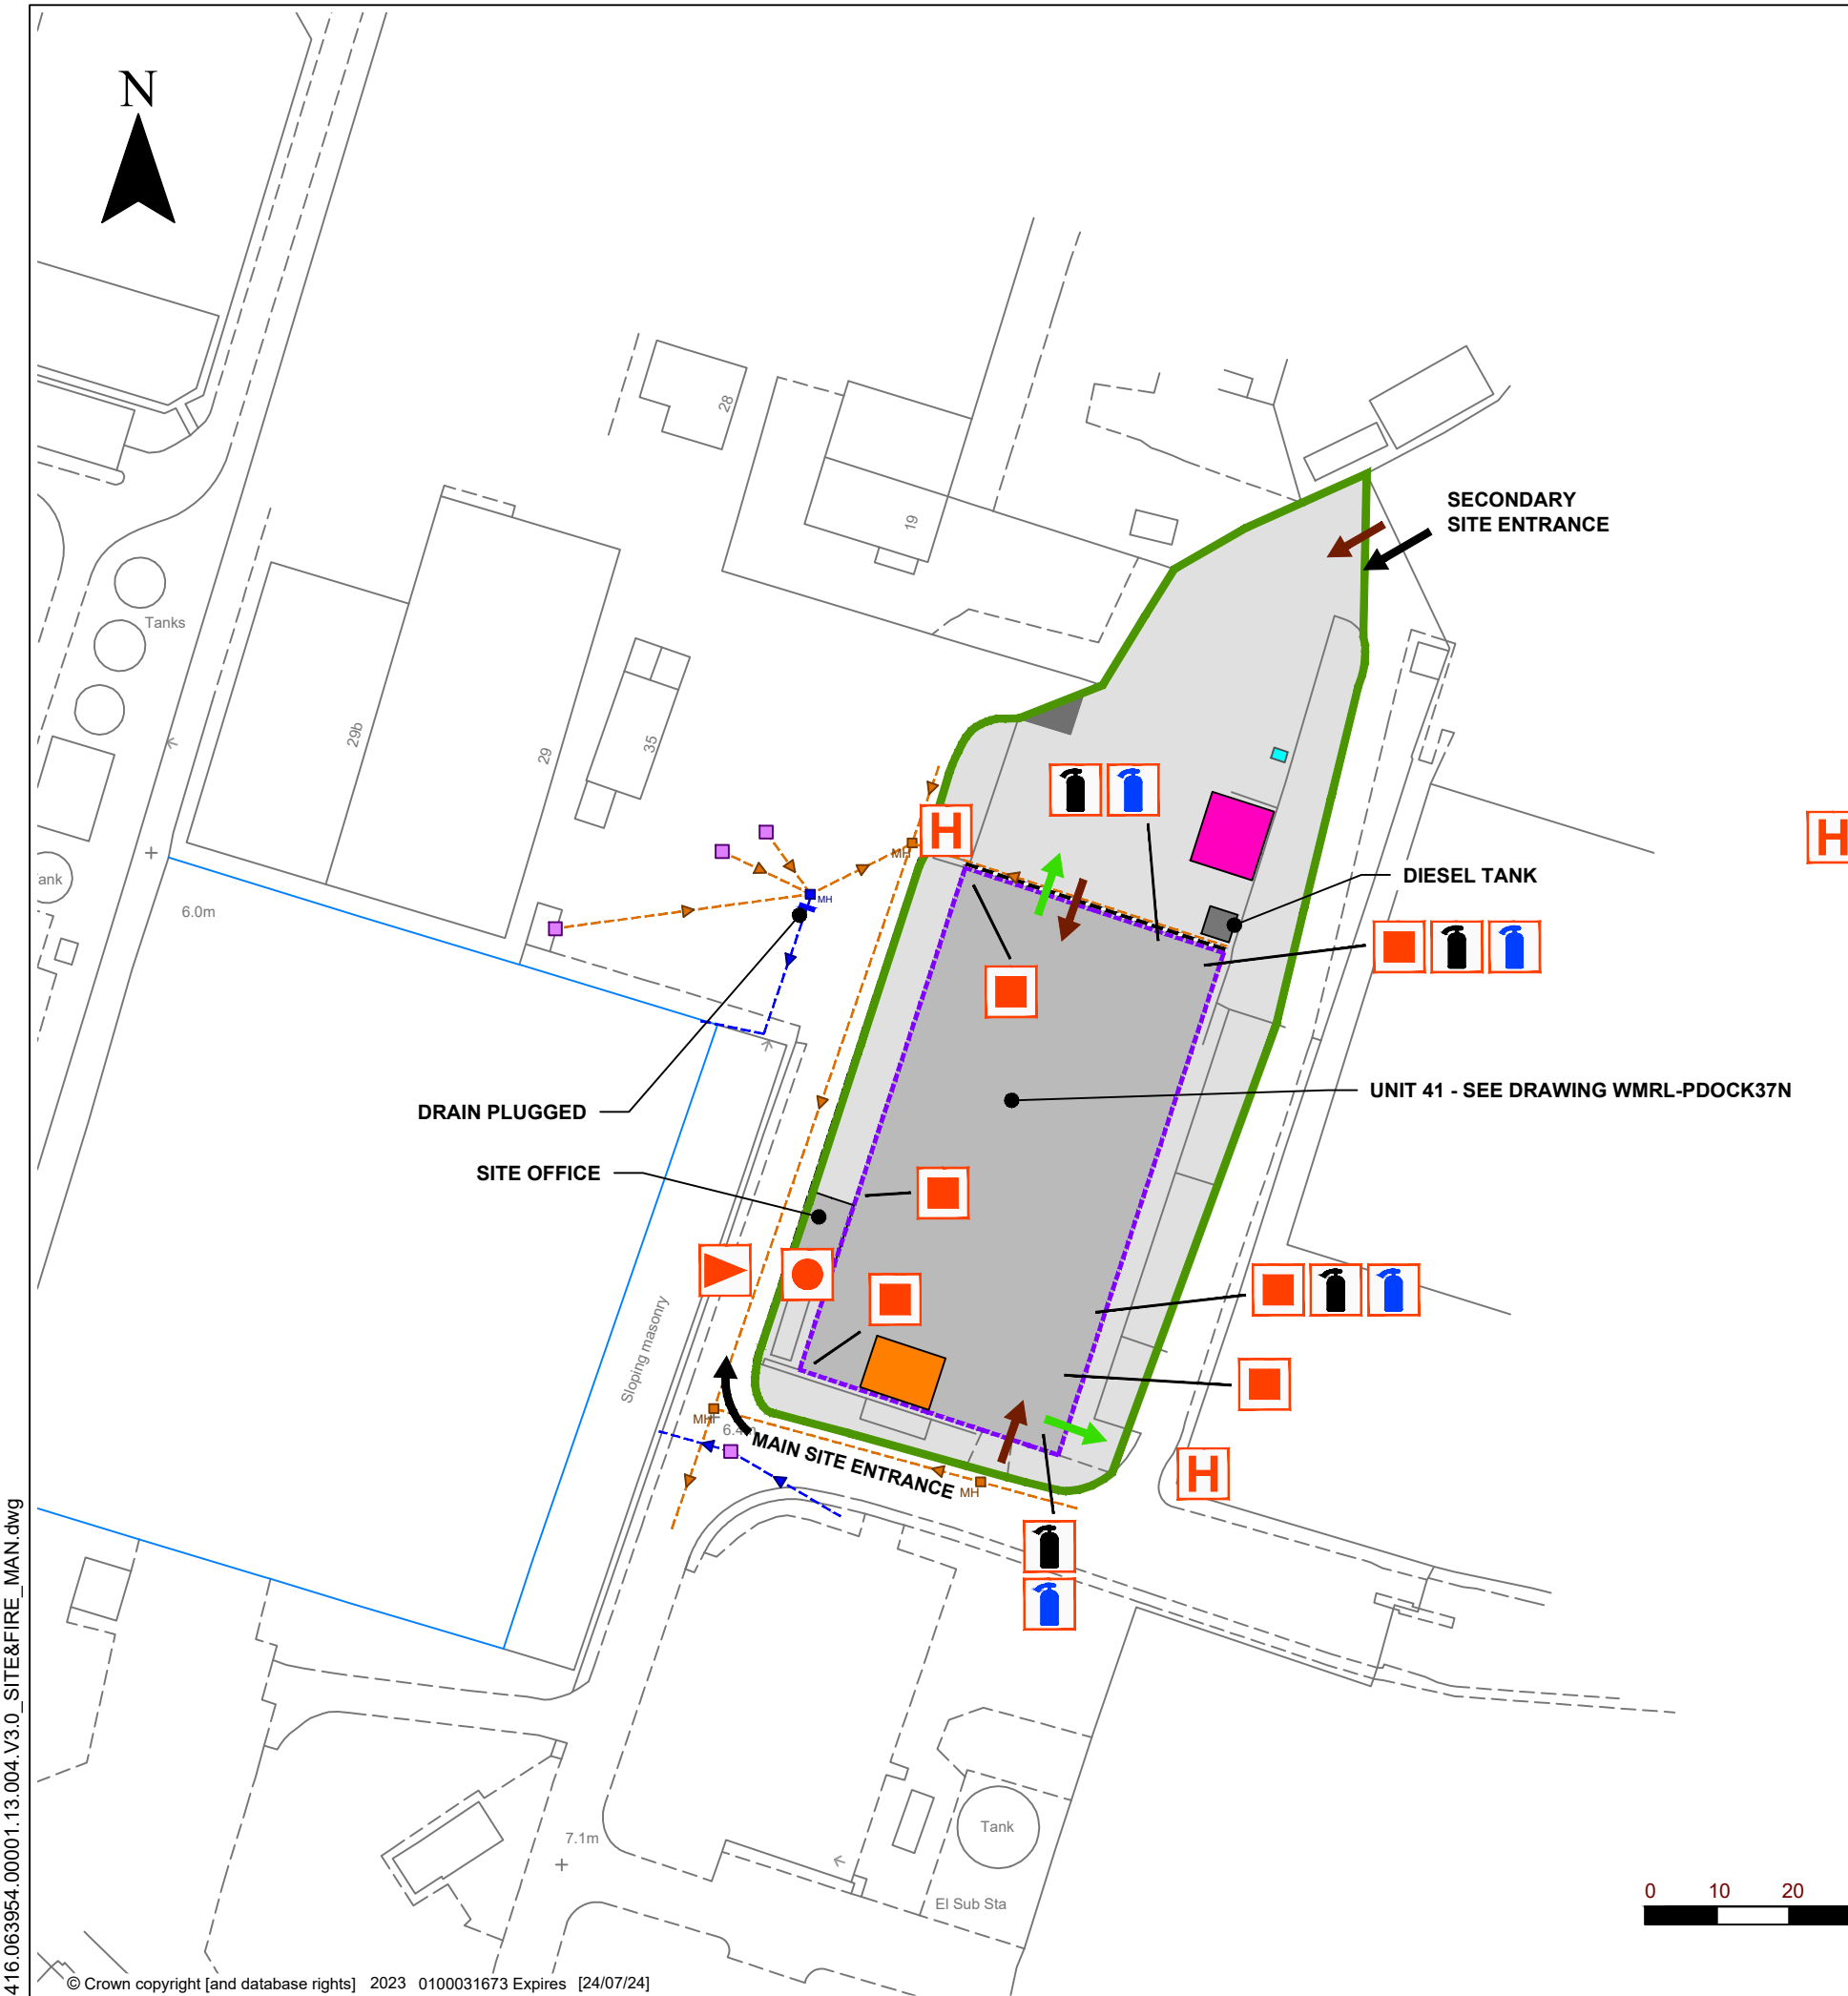 N
28
SECONDARY
SITE ENTRANCE
19
Tanks
29b
29
35
H
H
MH
DIESEL TANK
MH
6.0m
UNIT 41 - SEE DRAWING WMRL-PDOCK37N
DRAIN PLUGGED
SITE OFFICE
Sloping masonry
MH
MAIN SITE ENTRANCE
H
MH
Tank
7.1m
0 10 20
El Sub Sta
416.063954.00001.13.004.V3.0_SITE&FIRE_MAN.dwg
© Crown copyright [and database rights] 2023 0100031673 Expires [24/07/24]